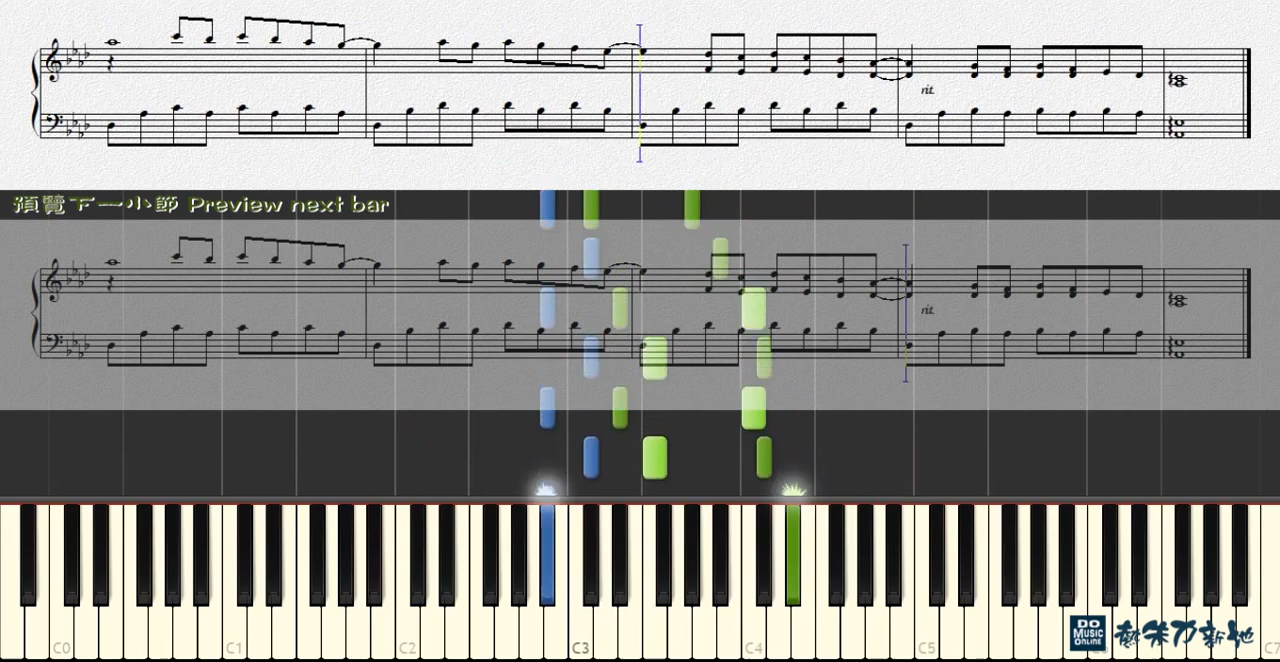 rit.
預覽下一小節 Preview next bar
rit.
C0 C1 C2 C3 C4 C5 C7
DO MUSIC ONLINE